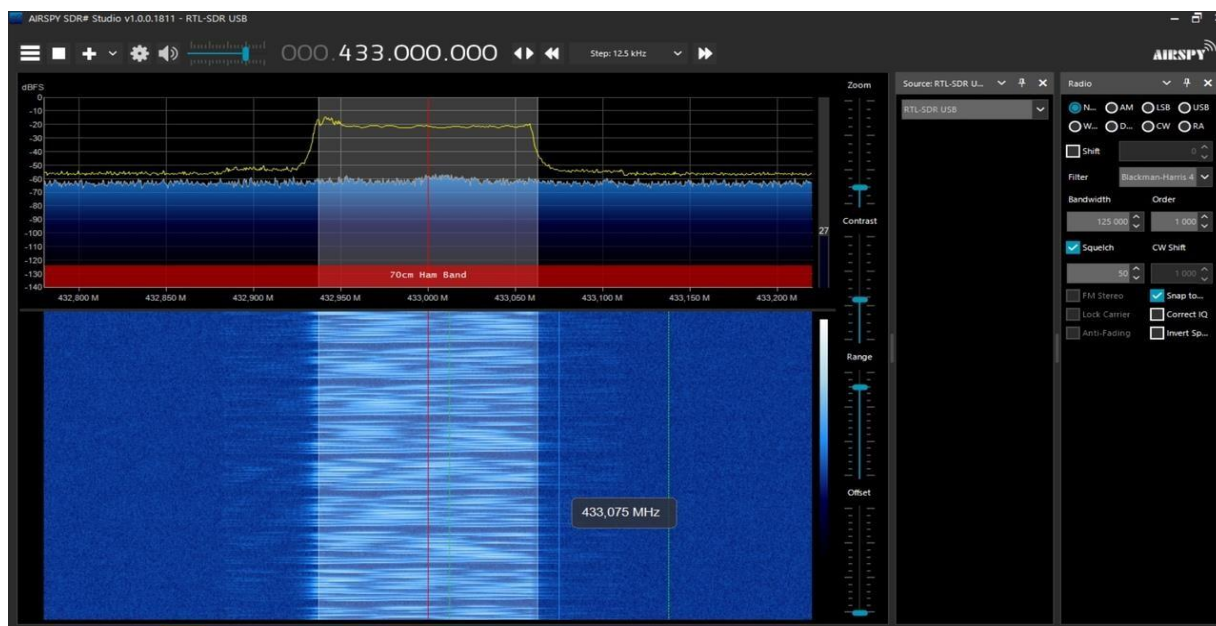 AIRSPY SDR# Studio v1.0.0.1811 - RTL-SDR USB
000.433.000.000
Step: 12.5 kHz
AIRSPY
dBFS
0
-10
-20
-30
-40
-50
-60
-70
-80
-90
-100
-110
-120
-130
-140
70cm Ham Band
27
432,800 M 432,850 M 432,900 M 432,950 M 433,000 M 433,050 M 433,100 M 433,150 M 433,200 M
433,075 MHz
Zoom
Contrast
Range
Offset
Source: RTL-SDR U...
RTL-SDR USB
Radio
N... AM LSB USB
W... D... CW RA
Shift 0
Filter Blackman-Harris 4
Bandwidth Order
125 000 1 000
Squelch CW Shift
50 1 000
FM Stereo Snap to...
Lock Carrier Correct IQ
Anti-Fading Invert Sp...